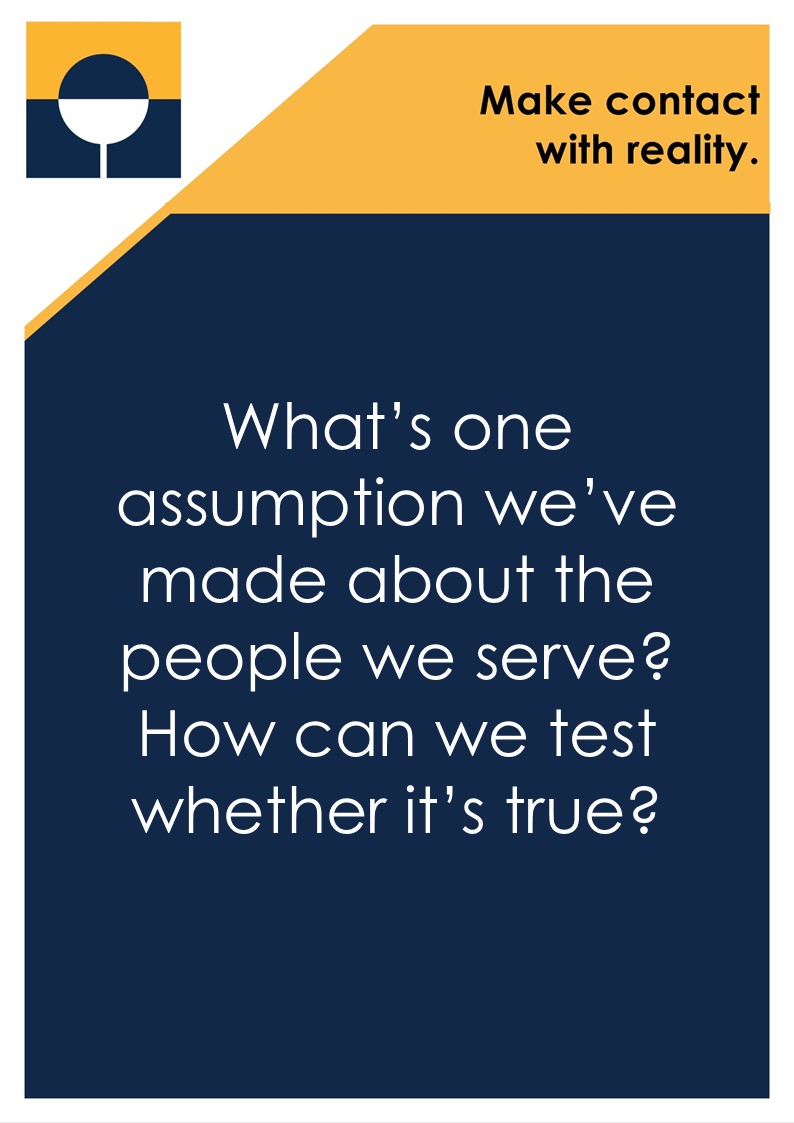 Make contact
with reality.
What’s one
assumption we’ve
made about the
people we serve?
How can we test
whether it’s true?